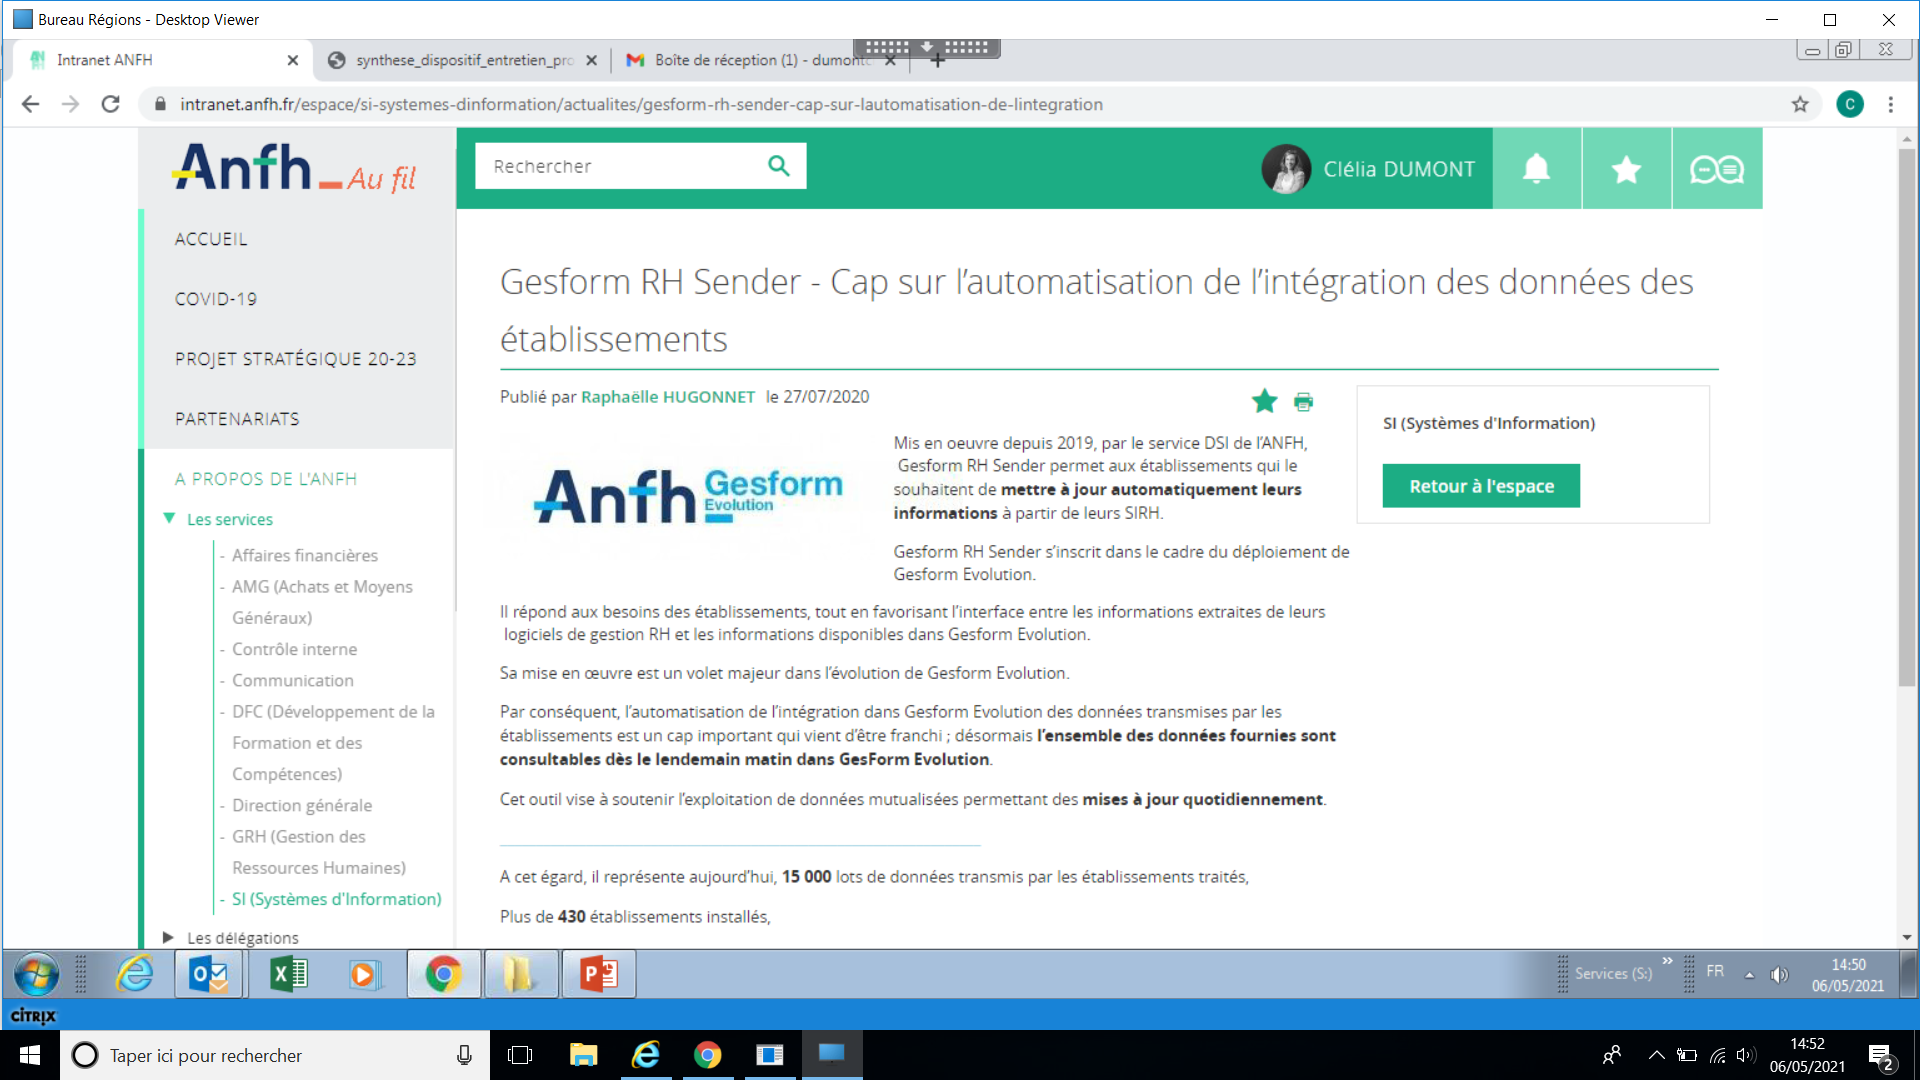 Bureau Régions - Desktop Viewer
Intranet ANFH
synthese_dispositif_entretien_pro
Boîte de réception (1) - dumont
intranet.anfh.fr/espace/si-systemes-dinformation/actualites/gesform-rh-sender-cap-sur-lautomatisation-de-lintegration
C
Anfh
Au fil
Rechercher
Clélia DUMONT
ACCUEIL
COVID-19
PROJET STRATÉGIQUE 20-23
PARTENARIATS
A PROPOS DE L'ANFH
Les services
- Affaires financières
- AMG (Achats et Moyens
Généraux)
- Contrôle interne
- Communication
- DFC (Développement de la
Formation et des
Compétences)
- Direction générale
- GRH (Gestion des
Ressources Humaines)
- SI (Systèmes d'Information)
Les délégations
Gesform RH Sender - Cap sur l’automatisation de l’intégration des données des
établissements
Publié par Raphaëlle HUGONNET le 27/07/2020
Anfh Gesform
Evolution
Mis en oeuvre depuis 2019, par le service DSI de l’ANFH,
Gesform RH Sender permet aux établissements qui le
souhaitent de mettre à jour automatiquement leurs
informations à partir de leurs SIRH.
Gesform RH Sender s’inscrit dans le cadre du déploiement de
Gesform Evolution.
Il répond aux besoins des établissements, tout en favorisant l’interface entre les informations extraites de leurs
logiciels de gestion RH et les informations disponibles dans Gesform Evolution.
Sa mise en œuvre est un volet majeur dans l’évolution de Gesform Evolution.
Par conséquent, l’automatisation de l’intégration dans Gesform Evolution des données transmises par les
établissements est un cap important qui vient d’être franchi ; désormais l’ensemble des données fournies sont
consultables dès le lendemain matin dans GesForm Evolution.
Cet outil vise à soutenir l’exploitation de données mutualisées permettant des mises à jour quotidiennement.
A cet égard, il représente aujourd’hui, 15 000 lots de données transmis par les établissements traités,
Plus de 430 établissements installés,
SI (Systèmes d'Information)
Retour à l'espace
Services (S:)
FR
14:50
06/05/2021
CİTRIX
Taper ici pour rechercher
14:52
06/05/2021
2